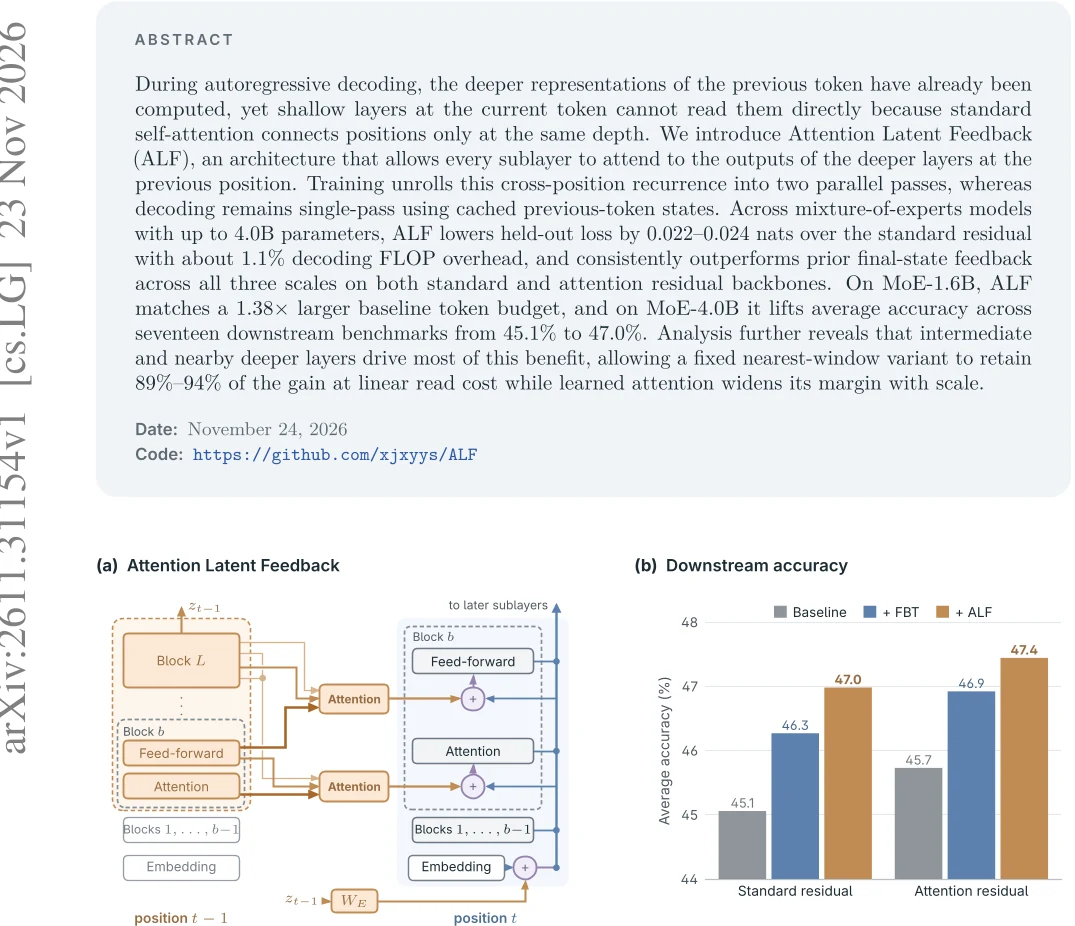 arXiv:2611.31154v1 [cs.LG] 23 Nov 2026
ABSTRACT
During autoregressive decoding, the deeper representations of the previous token have already been
computed, yet shallow layers at the current token cannot read them directly because standard
self-attention connects positions only at the same depth. We introduce Attention Latent Feedback
(ALF), an architecture that allows every sublayer to attend to the outputs of the deeper layers at the
previous position. Training unrolls this cross-position recurrence into two parallel passes, whereas
decoding remains single-pass using cached previous-token states. Across mixture-of-experts models
with up to 4.0B parameters, ALF lowers held-out loss by 0.022–0.024 nats over the standard residual
with about 1.1% decoding FLOP overhead, and consistently outperforms prior final-state feedback
across all three scales on both standard and attention residual backbones. On MoE-1.6B, ALF
matches a 1.38× larger baseline token budget, and on MoE-4.0B it lifts average accuracy across
seventeen downstream benchmarks from 45.1% to 47.0%. Analysis further reveals that intermediate
and nearby deeper layers drive most of this benefit, allowing a fixed nearest-window variant to retain
89%–94% of the gain at linear read cost while learned attention widens its margin with scale.
Date: November 24, 2026
Code: https://github.com/xjxyys/ALF
(a) Attention Latent Feedback
z_{t−1}
Block L
⋮
Block b
Feed-forward
Attention
Blocks 1, . . . , b−1
Embedding
position t − 1
Attention
Attention
z_{t−1}
W_E
to later sublayers
Block b
Feed-forward
+
Attention
+
Blocks 1, . . . , b−1
Embedding
+
position t
(b) Downstream accuracy
Baseline + FBT + ALF
Average accuracy (%)
48
47
46
45
44
45.1
46.3
47.0
45.7
46.9
47.4
Standard residual
Attention residual